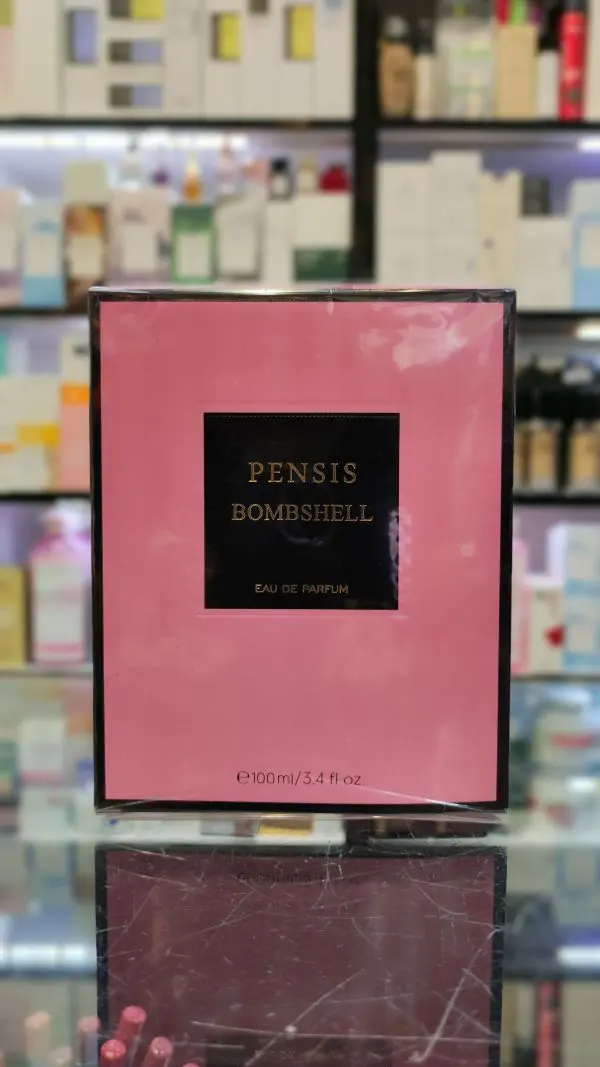 PENSIS
BOMBSHELL
EAU DE PARFUM
℮100ml/3.4 fl oz.